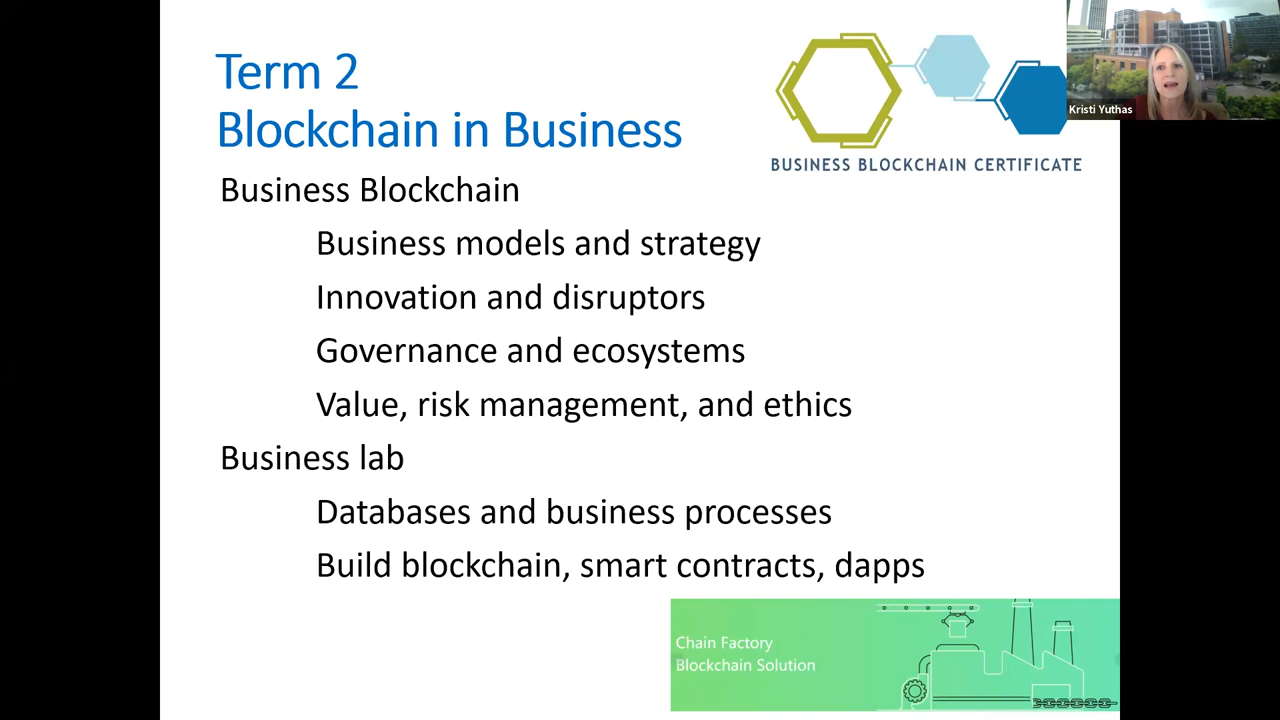 Term 2
Blockchain in Business
BUSINESS BLOCKCHAIN CERTIFICATE
Kristi Yuthas
Business Blockchain
Business models and strategy
Innovation and disruptors
Governance and ecosystems
Value, risk management, and ethics
Business lab
Databases and business processes
Build blockchain, smart contracts, dapps
Chain Factory
Blockchain Solution